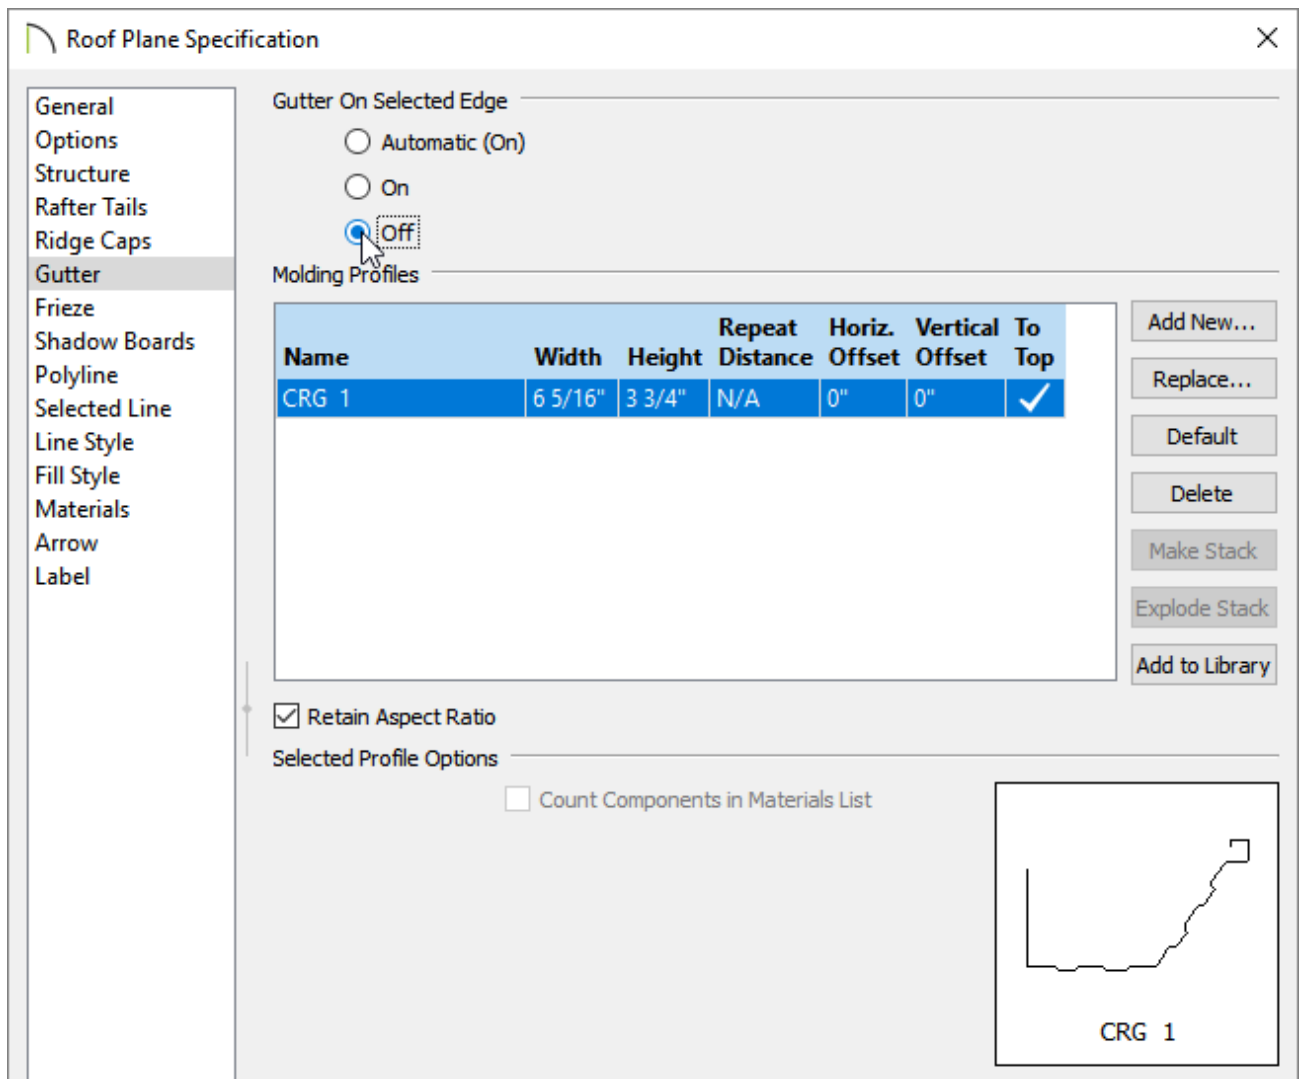 Roof Plane Specification
General
Options
Structure
Rafter Tails
Ridge Caps
Gutter
Frieze
Shadow Boards
Polyline
Selected Line
Line Style
Fill Style
Materials
Arrow
Label
Gutter On Selected Edge
Automatic (On)
On
Off
Molding Profiles
Name Width Height Repeat Distance Horiz. Offset Vertical Offset To Top
CRG 1 6 5/16" 3 3/4" N/A 0" 0"
Add New...
Replace...
Default
Delete
Make Stack
Explode Stack
Add to Library
Retain Aspect Ratio
Selected Profile Options
Count Components in Materials List
CRG 1